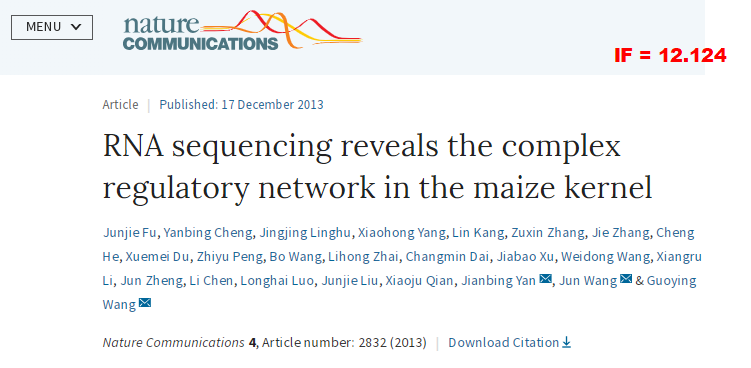 MENU
nature
COMMUNICATIONS
IF = 12.124
Article | Published: 17 December 2013
RNA sequencing reveals the complex
regulatory network in the maize kernel
Junjie Fu, Yanbing Cheng, Jingjing Linghu, Xiaohong Yang, Lin Kang, Zuxin Zhang, Jie Zhang, Cheng
He, Xuemei Du, Zhiyu Peng, Bo Wang, Lihong Zhai, Changmin Dai, Jiabao Xu, Weidong Wang, Xiangru
Li, Jun Zheng, Li Chen, Longhai Luo, Junjie Liu, Xiaoju Qian, Jianbing Yan, Jun Wang & Guoying
Wang
Nature Communications 4, Article number: 2832 (2013) | Download Citation